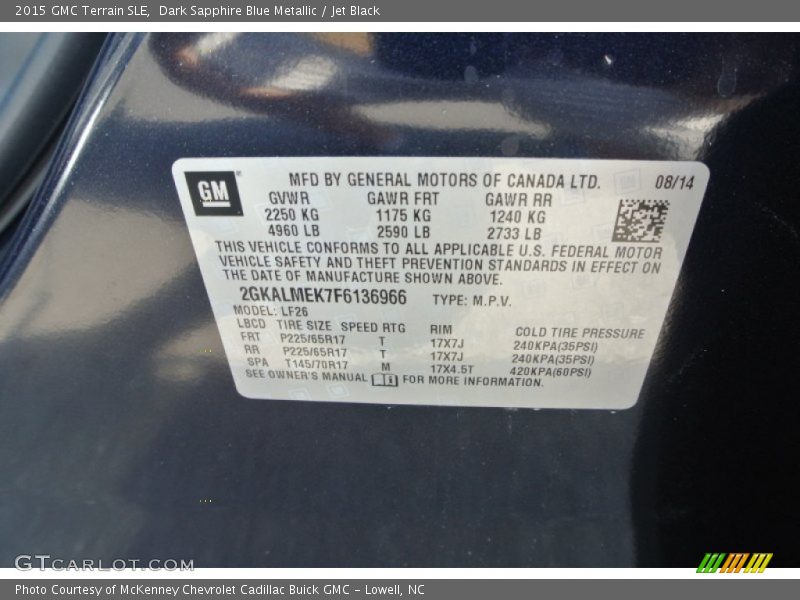 2015 GMC Terrain SLE,  Dark Sapphire Blue Metallic / Jet Black
GM
MFD BY GENERAL MOTORS OF CANADA LTD. 08/14
GVWR GAWR FRT GAWR RR
2250 KG 1175 KG 1240 KG
4960 LB 2590 LB 2733 LB
THIS VEHICLE CONFORMS TO ALL APPLICABLE U.S. FEDERAL MOTOR
VEHICLE SAFETY AND THEFT PREVENTION STANDARDS IN EFFECT ON
THE DATE OF MANUFACTURE SHOWN ABOVE.
2GKALMEK7F6136966 TYPE: M.P.V.
MODEL: LF26
LBCD TIRE SIZE SPEED RTG RIM COLD TIRE PRESSURE
FRT P225/65R17 T 17X7J 240KPA(35PSI)
RR P225/65R17 T 17X7J 240KPA(35PSI)
SPA T145/70R17 M 17X4.5T 420KPA(60PSI)
SEE OWNER'S MANUAL FOR MORE INFORMATION.
GTCARLOT.COM
Photo Courtesy of McKenney Chevrolet Cadillac Buick GMC - Lowell, NC